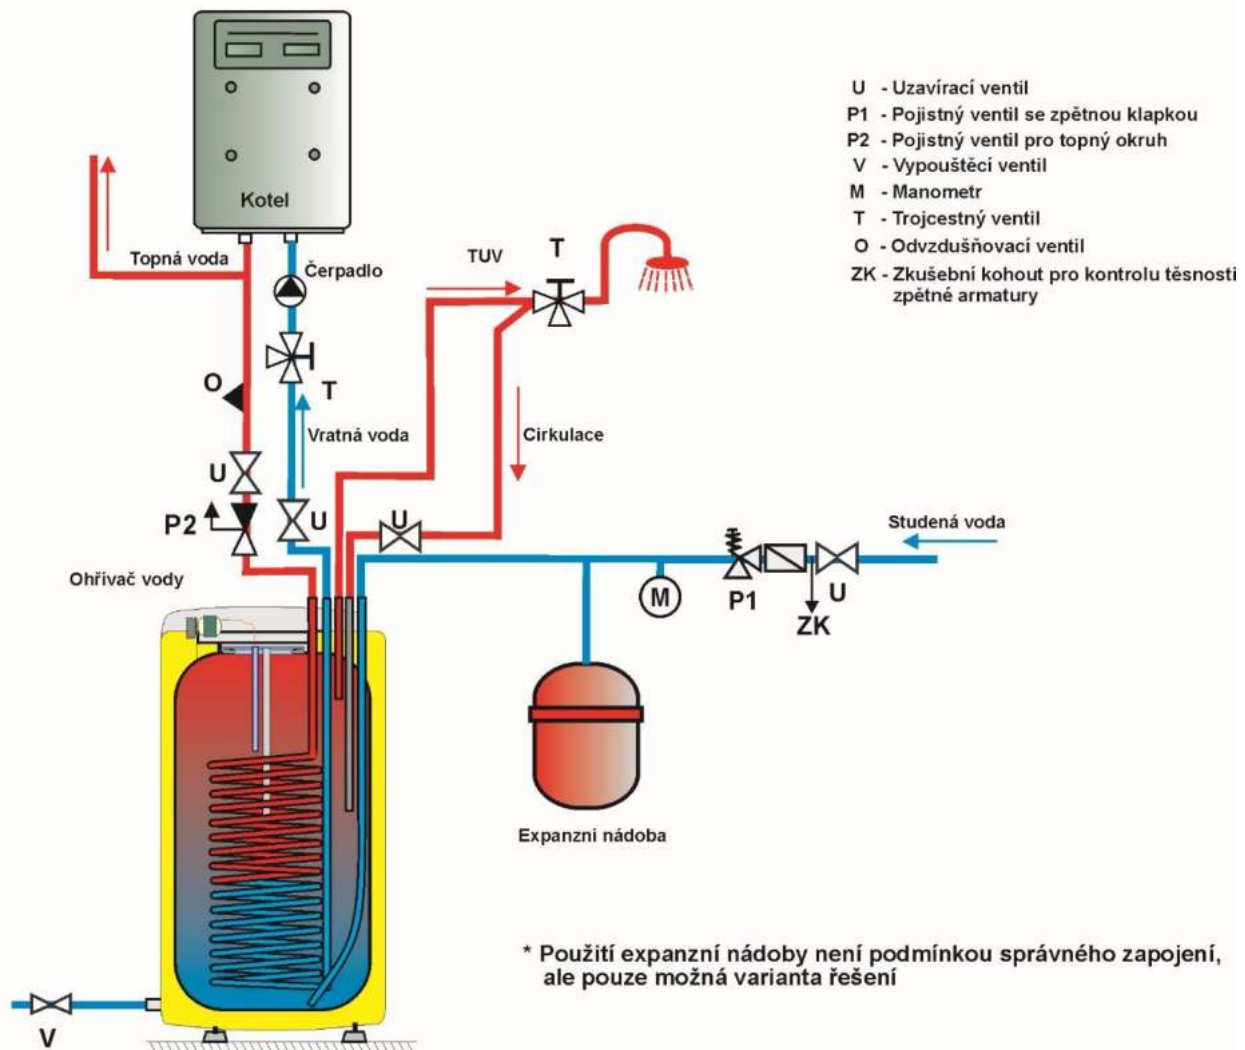 Kotel
U - Uzavírací ventil
P1 - Pojistný ventil se zpětnou klapkou
P2 - Pojistný ventil pro topný okruh
V - Vypouštěcí ventil
M - Manometr
T - Trojcestný ventil
O - Odvzdušňovací ventil
ZK - Zkušební kohout pro kontrolu těsnosti
zpětné armatury
Topná voda
Čerpadlo
TUV
T
O
T
Vratná voda
Cirkulace
U
P2
U
U
Studená voda
Ohřívač vody
M
P1
U
ZK
Expanzní nádoba
* Použití expanzní nádoby není podmínkou správného zapojení,
ale pouze možná varianta řešení
V